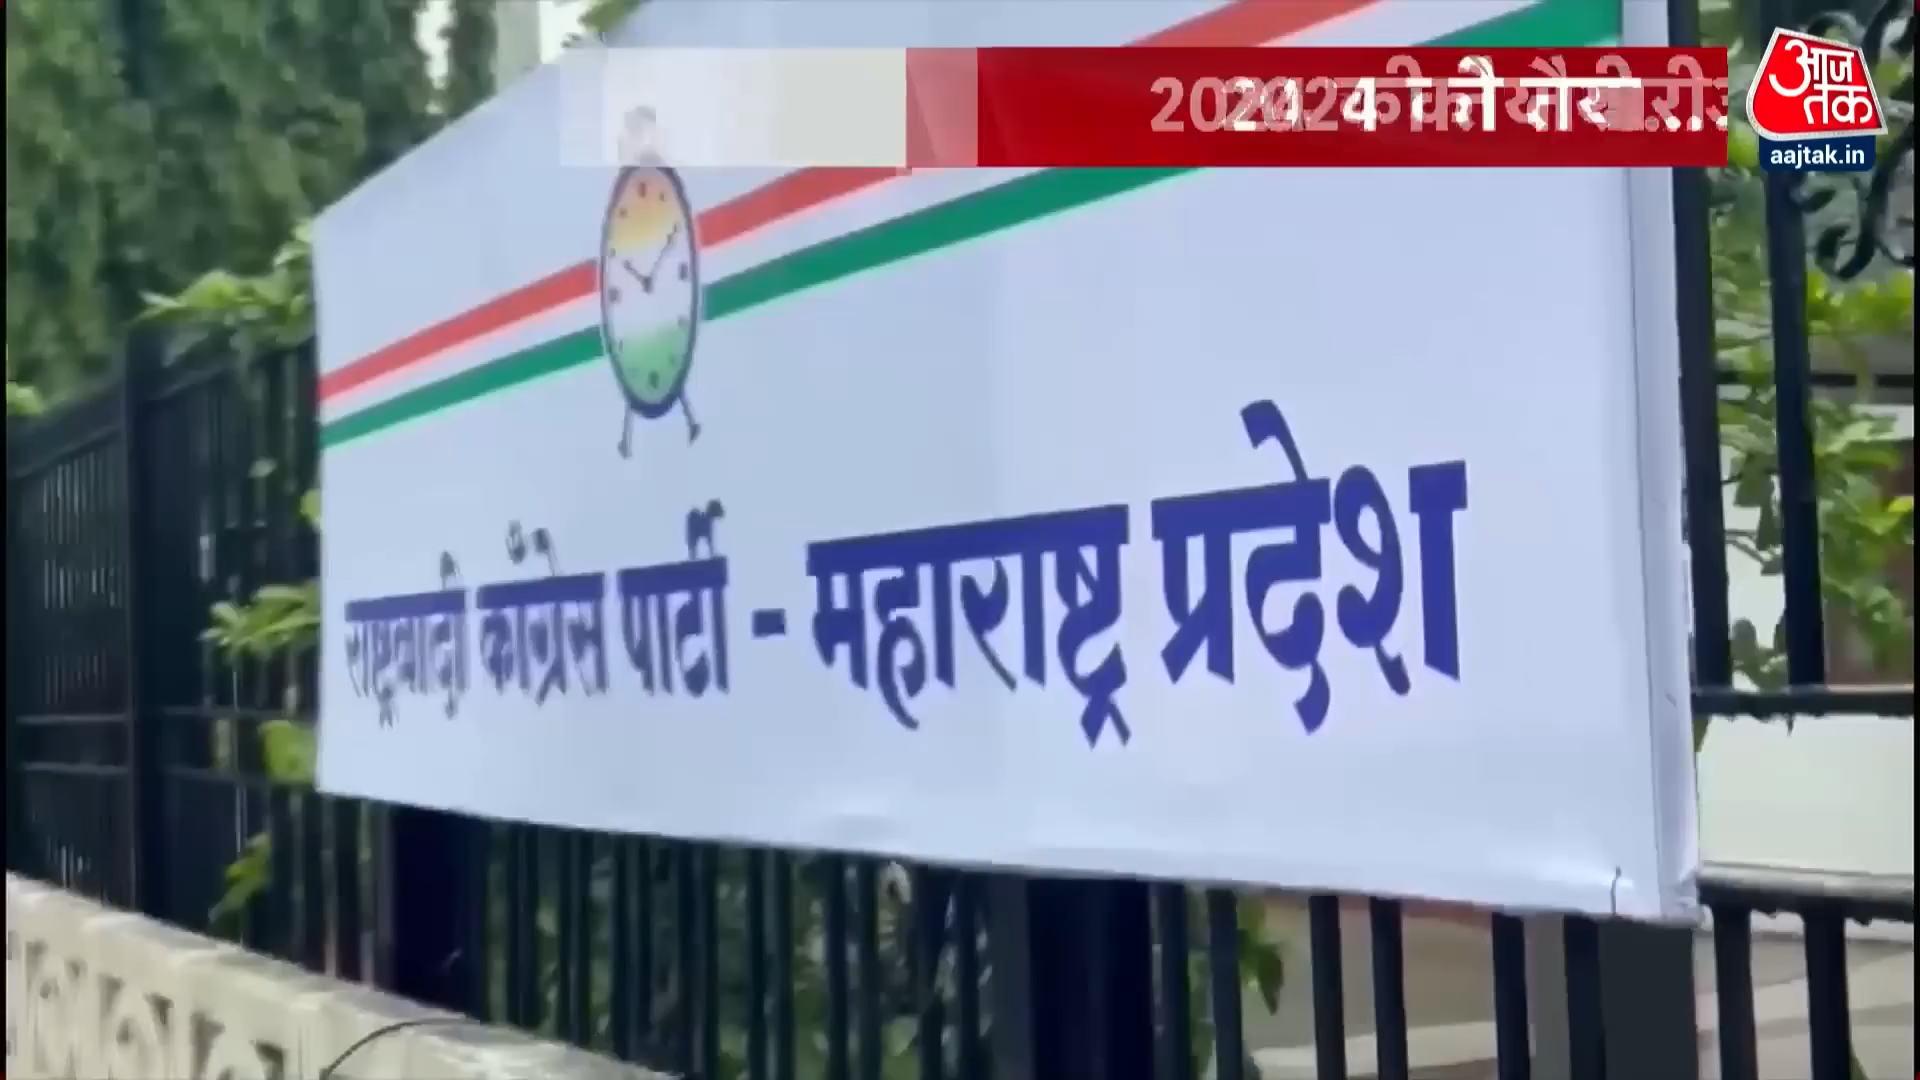 आज तक
aajtak.in
राष्ट्रवादी काँग्रेस पार्टी - महाराष्ट्र प्रदेश